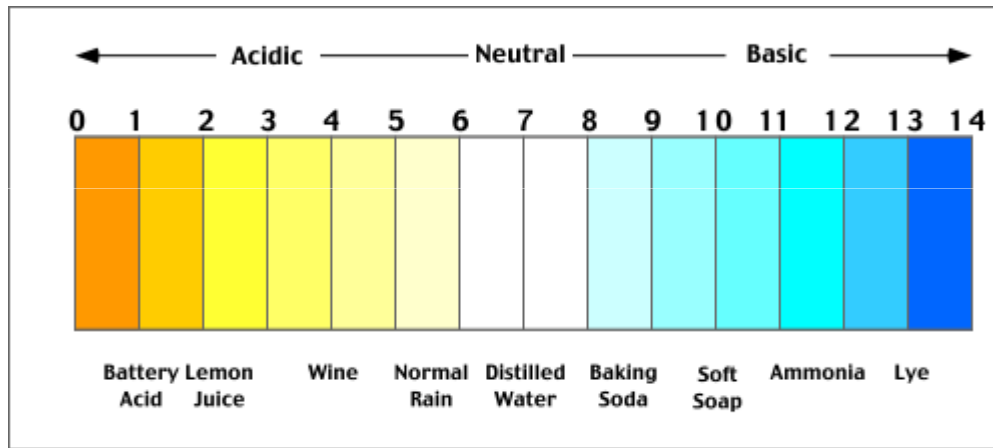 Acidic Neutral Basic
0 1 2 3 4 5 6 7 8 9 10 11 12 13 14
Battery Lemon Wine Normal Distilled Baking Soft Ammonia Lye
Acid Juice Rain Water Soda Soap